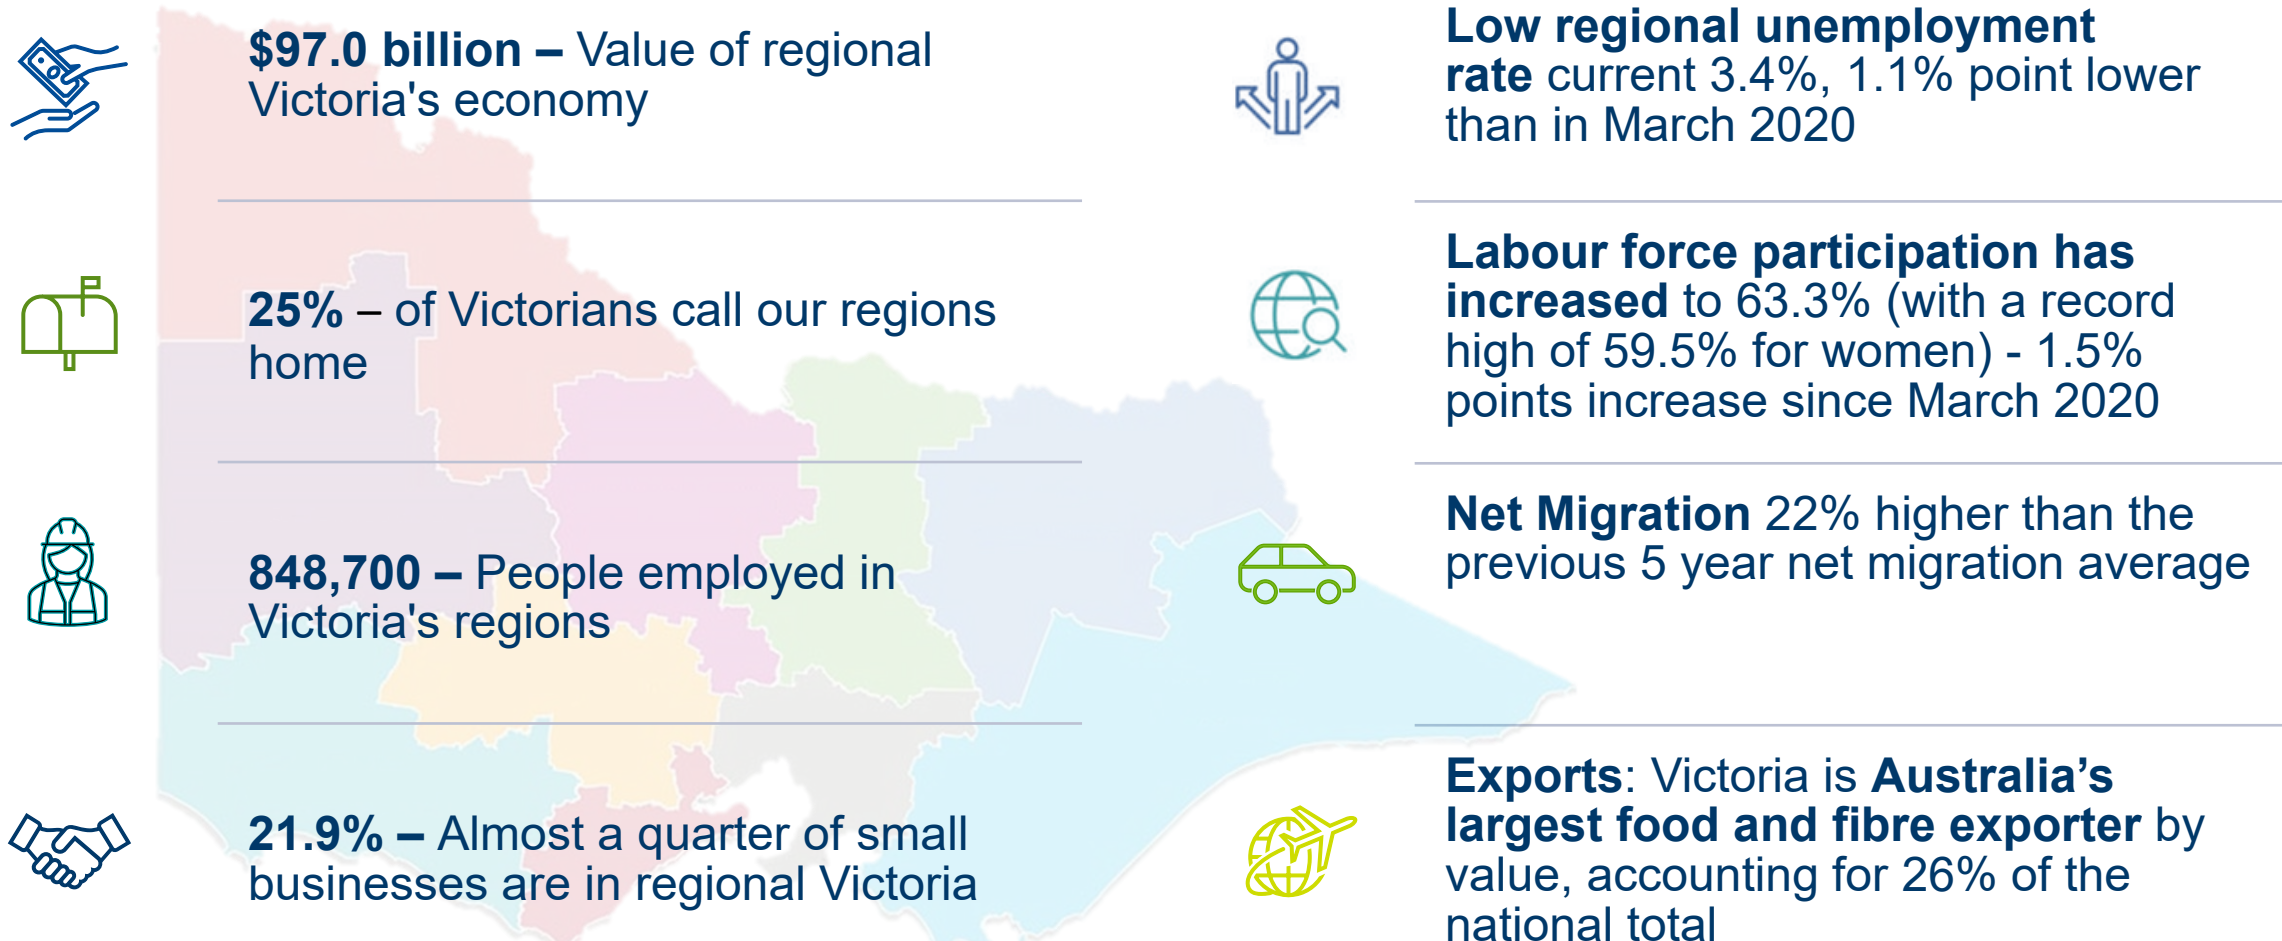 $97.0 billion – Value of regional
Victoria's economy
25% – of Victorians call our regions
home
848,700 – People employed in
Victoria's regions
21.9% – Almost a quarter of small
businesses are in regional Victoria
Low regional unemployment
rate current 3.4%, 1.1% point lower
than in March 2020
Labour force participation has
increased to 63.3% (with a record
high of 59.5% for women) - 1.5%
points increase since March 2020
Net Migration 22% higher than the
previous 5 year net migration average
Exports: Victoria is Australia’s
largest food and fibre exporter by
value, accounting for 26% of the
national total